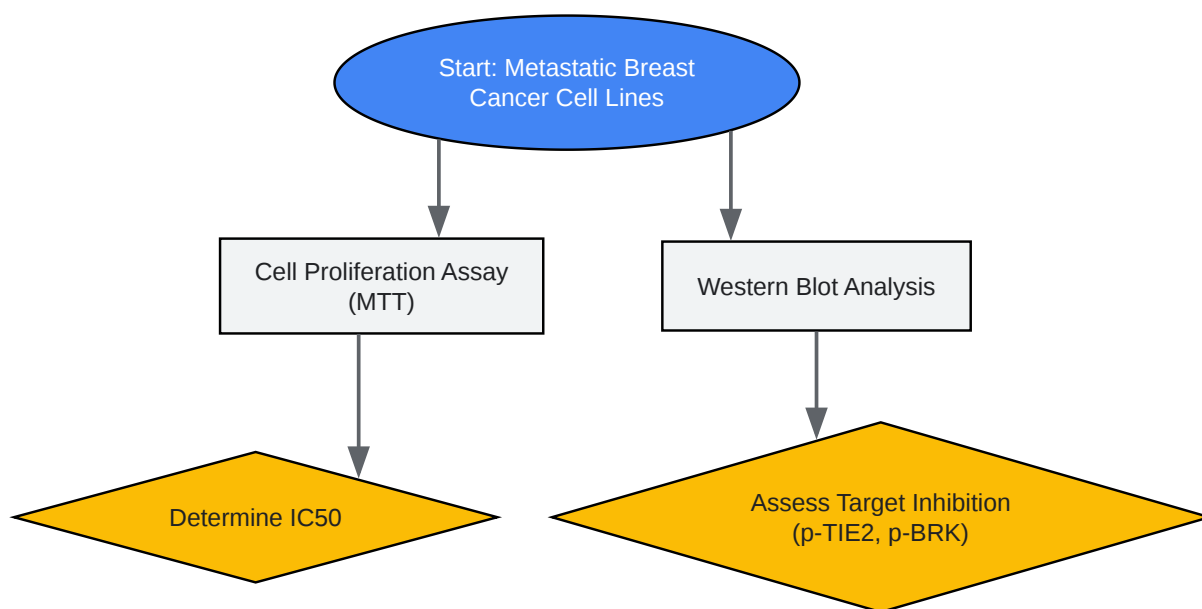 Start: Metastatic Breast
Cancer Cell Lines
Cell Proliferation Assay
(MTT)
Western Blot Analysis
Determine IC50
Assess Target Inhibition
(p-TIE2, p-BRK)